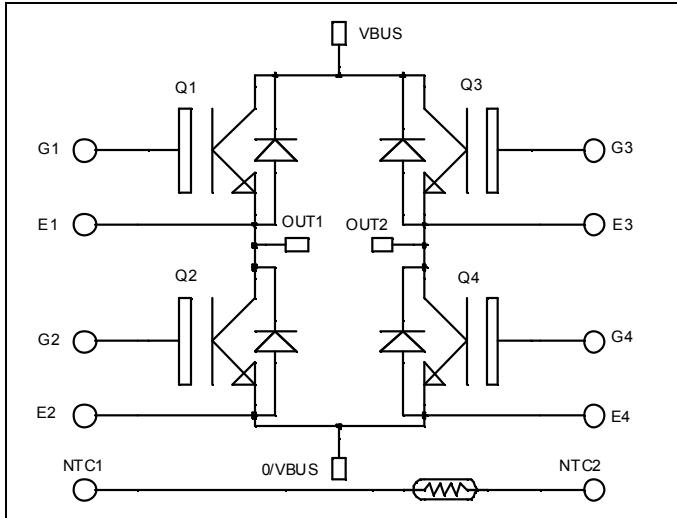 VBUS
Q1
Q3
G1
G3
E1
OUT1
OUT2
E3
Q2
Q4
G2
G4
E2
E4
NTC1
0/VBUS
NTC2